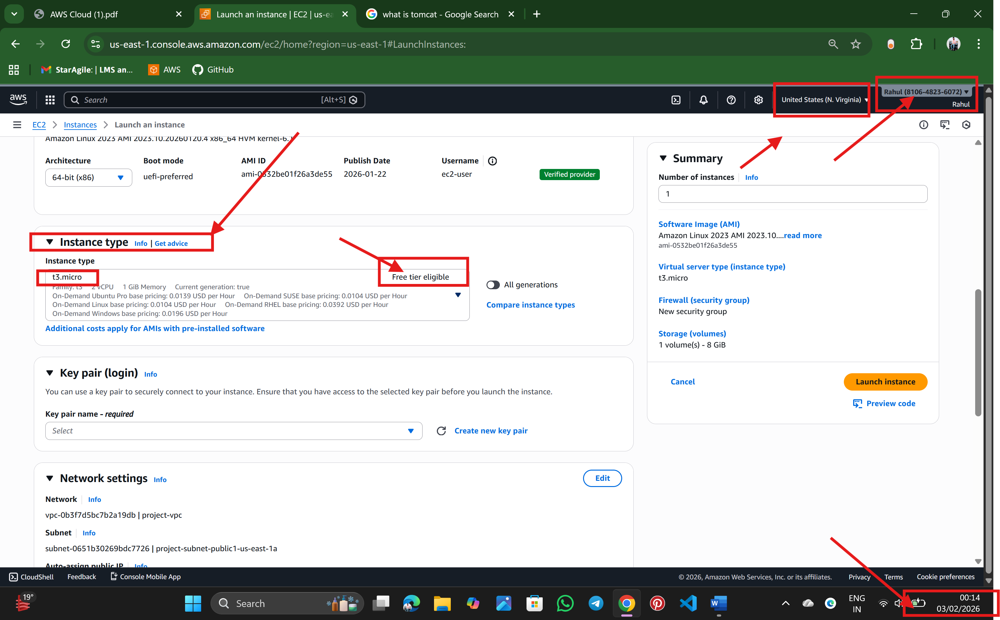 AWS Cloud (1).pdf
Launch an instance | EC2 | us-ea
what is tomcat - Google Search
us-east-1.console.aws.amazon.com/ec2/home?region=us-east-1#LaunchInstances:
StarAgile: | LMS an...
AWS
GitHub
aws
Search
[Alt+S]
United States (N. Virginia)
Rahul (8106-4823-6072)
Rahul
EC2
Instances
Launch an instance
Amazon Linux 2023 AMI 2023.10.20260120.4 x86_64 HVM kernel-6.1
Architecture
Boot mode
AMI ID
Publish Date
Username
64-bit (x86)
uefi-preferred
ami-0532be01f26a3de55
2026-01-22
ec2-user
Verified provider
Instance type Info | Get advice
Instance type
t3.micro
Free tier eligible
Family: t3 2 vCPU 1 GiB Memory Current generation: true
On-Demand Ubuntu Pro base pricing: 0.0139 USD per Hour On-Demand SUSE base pricing: 0.0104 USD per Hour
On-Demand Linux base pricing: 0.0104 USD per Hour On-Demand RHEL base pricing: 0.0392 USD per Hour
On-Demand Windows base pricing: 0.0196 USD per Hour
All generations
Compare instance types
Additional costs apply for AMIs with pre-installed software
Key pair (login) Info
You can use a key pair to securely connect to your instance. Ensure that you have access to the selected key pair before you launch the instance.
Key pair name - required
Select
Create new key pair
Network settings Info
Edit
Network Info
vpc-0b3f7d5bc7b2a19db | project-vpc
Subnet Info
subnet-0651b30269bdc7726 | project-subnet-public1-us-east-1a
Auto-assign public IP Info
Summary
Number of instances Info
1
Software Image (AMI)
Amazon Linux 2023 AMI 2023.10....read more
ami-0532be01f26a3de55
Virtual server type (instance type)
t3.micro
Firewall (security group)
New security group
Storage (volumes)
1 volume(s) - 8 GiB
Cancel
Launch instance
Preview code
CloudShell
Feedback
Console Mobile App
© 2026, Amazon Web Services, Inc. or its affiliates.
Privacy
Terms
Cookie preferences
19°
Search
ENG
IN
00:14
03/02/2026